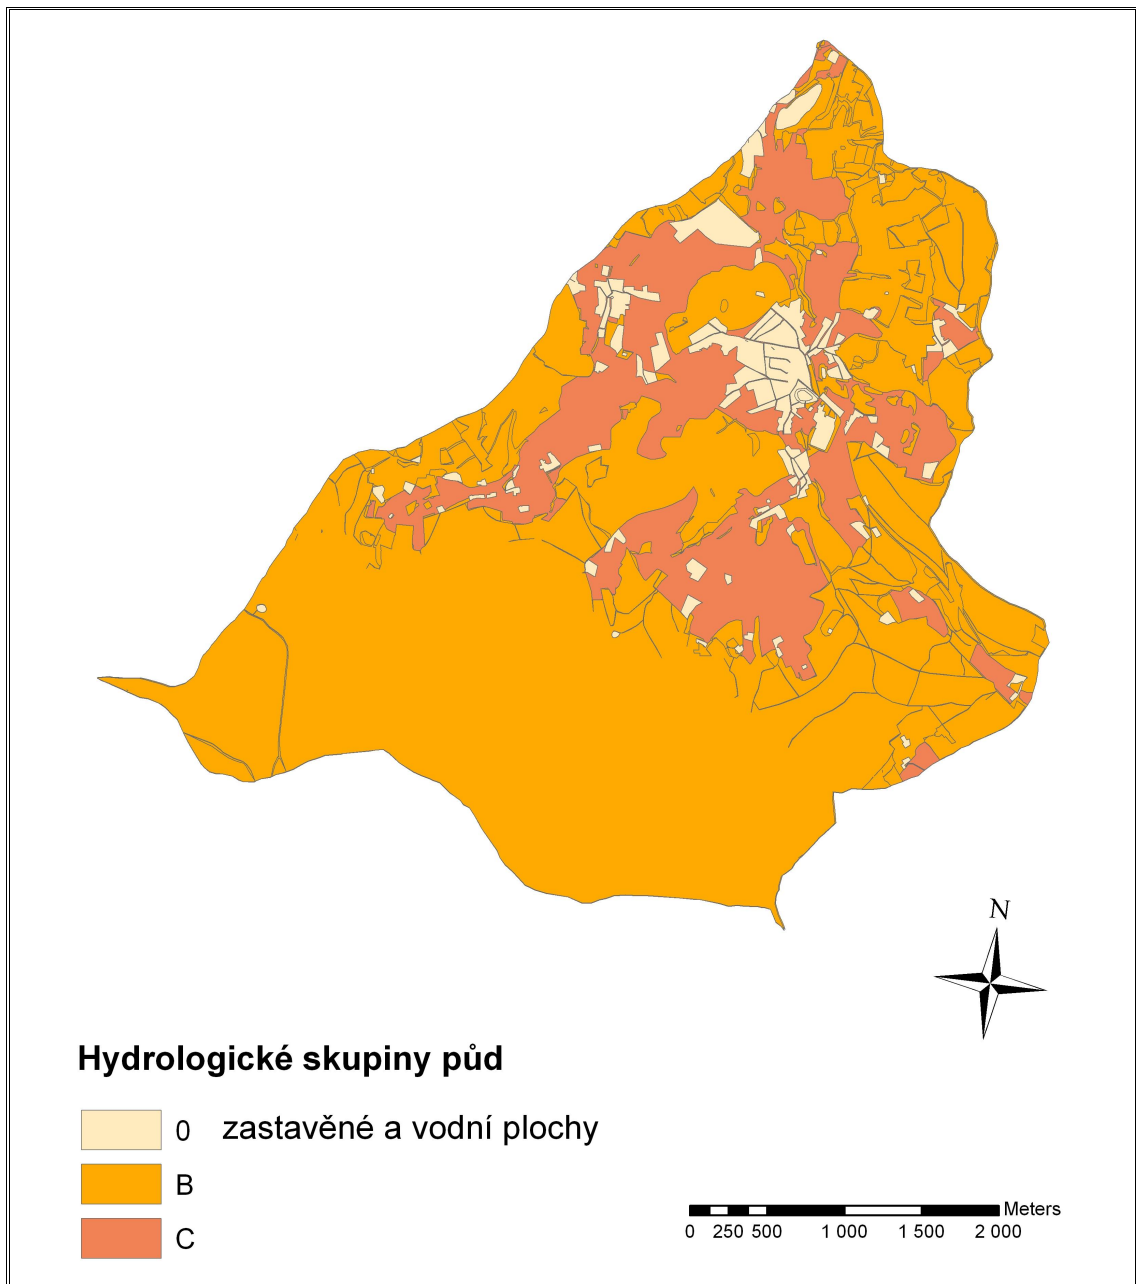 N
Hydrologické skupiny půd
0 zastavěné a vodní plochy
B
C
Meters
0 250 500 1 000 1 500 2 000